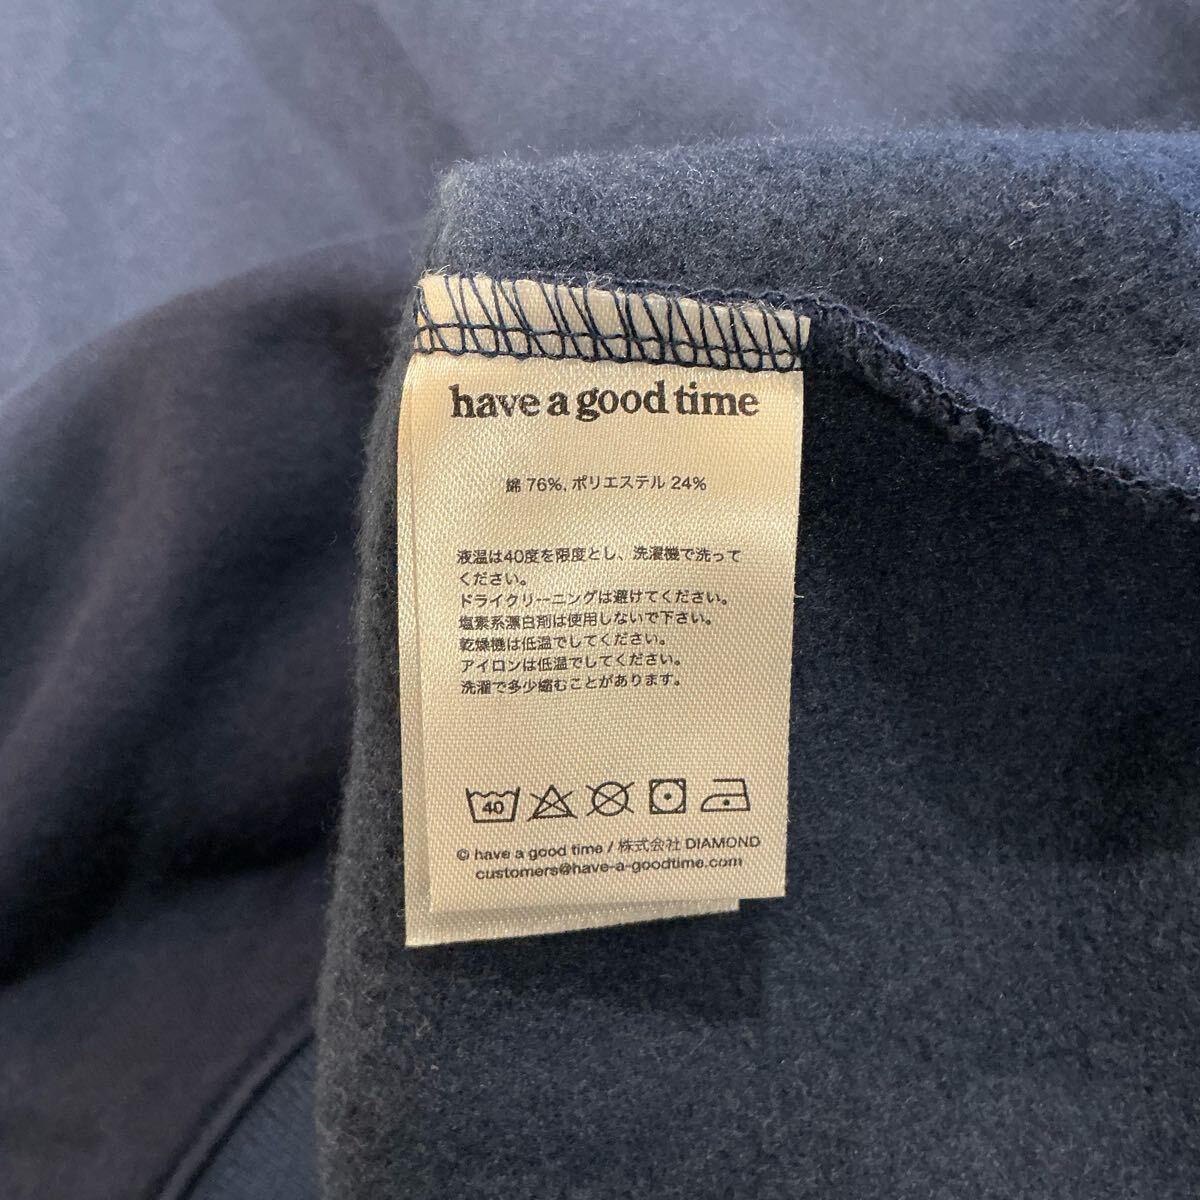 have a good time
綿 76%, ポリエステル 24%
液温は40度を限度とし、洗濯機で洗って
ください。
ドライクリーニングは避けてください。
塩素系漂白剤は使用しないで下さい。
乾燥機は低温でしてください。
アイロンは低温でしてください。
洗濯で多少縮むことがあります。
40
© have a good time / 株式会社 DIAMOND
customers@have-a-goodtime.com